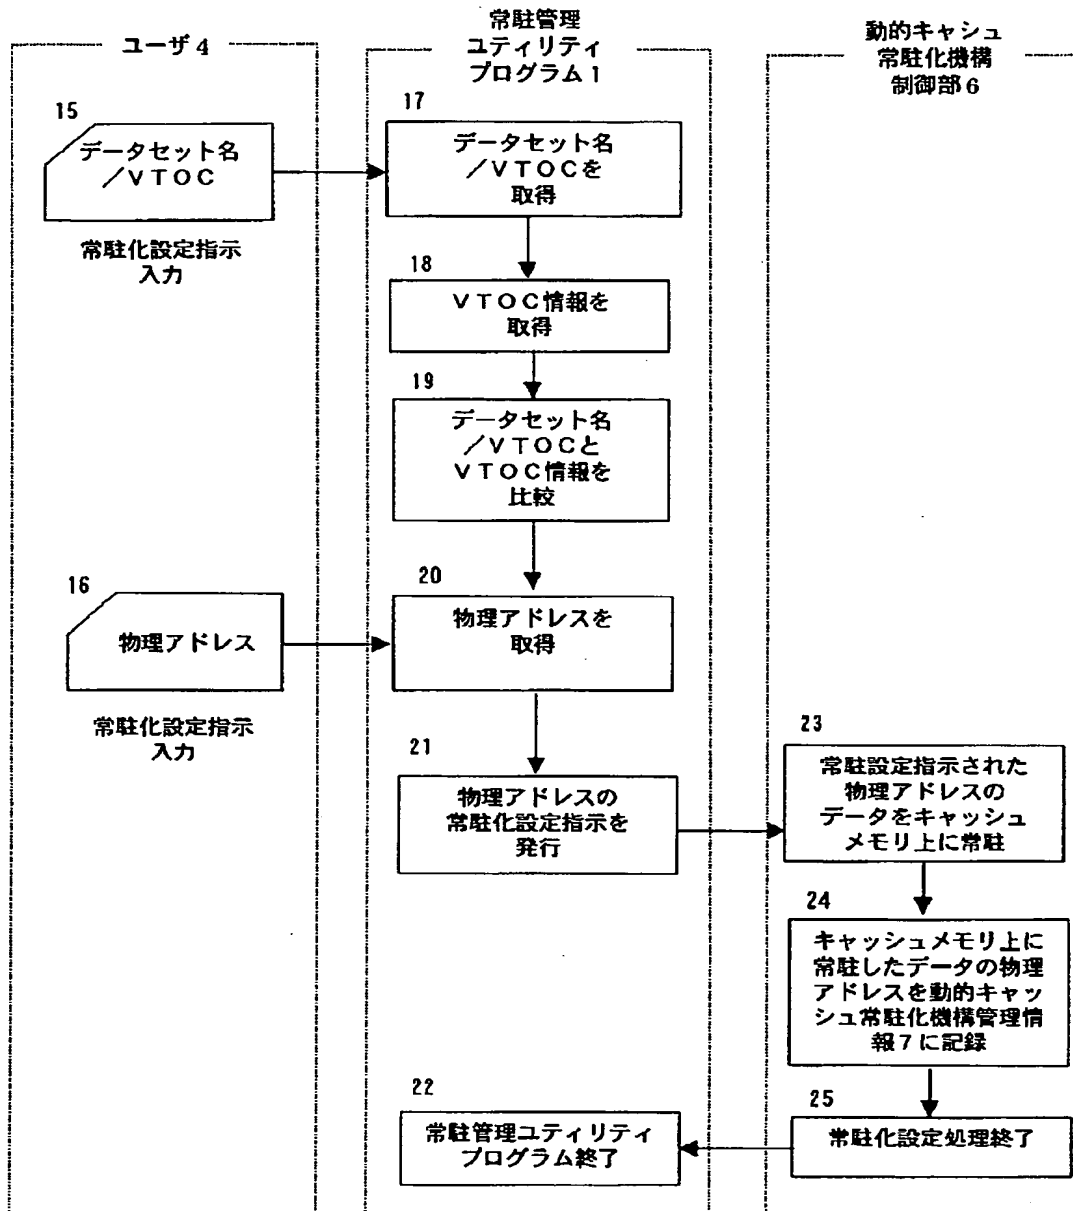 ユーザ4
常駐管理
ユティリティ
プログラム1
動的キャシュ
常駐化機構
制御部6
15
データセット名
／VTOC
常駐化設定指示
入力
17
データセット名
／VTOCを
取得
18
VTOC情報を
取得
19
データセット名
／VTOCと
VTOC情報を
比較
16
物理アドレス
常駐化設定指示
入力
20
物理アドレスを
取得
21
物理アドレスの
常駐化設定指示を
発行
23
常駐設定指示された
物理アドレスの
データをキャッシュ
メモリ上に常駐
24
キャッシュメモリ上に
常駐したデータの物理
アドレスを動的キャッ
シュ常駐化機構管理情
報7に記録
25
常駐化設定処理終了
22
常駐管理ユティリティ
プログラム終了